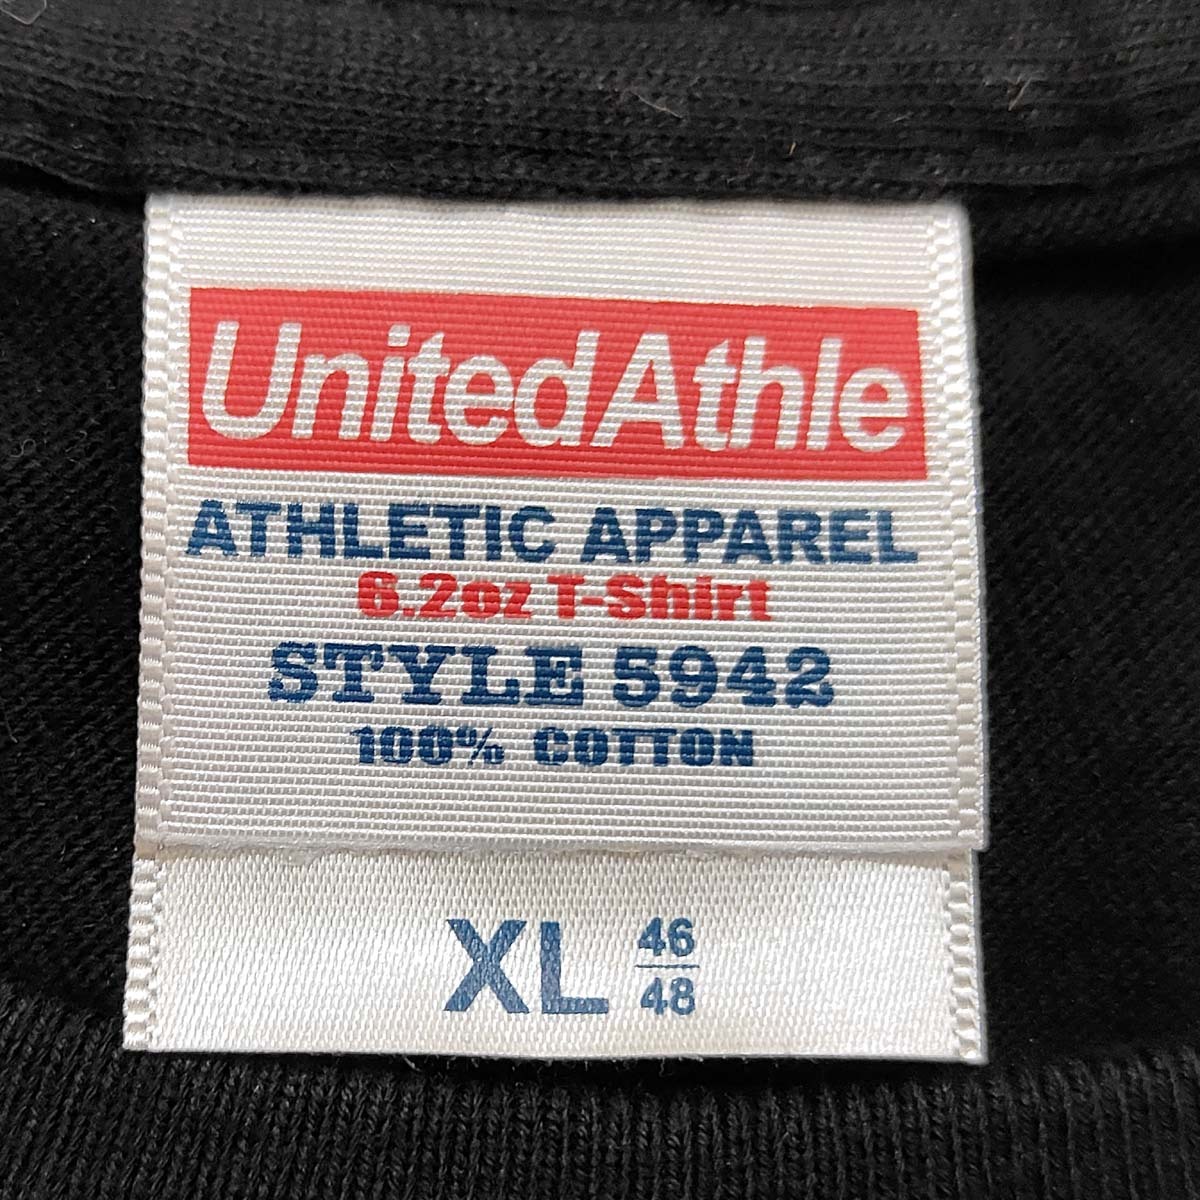 UnitedAthle
ATHLETIC APPAREL
6.2oz T-Shirt
STYLE 5942
100% COTTON
XL 46
48